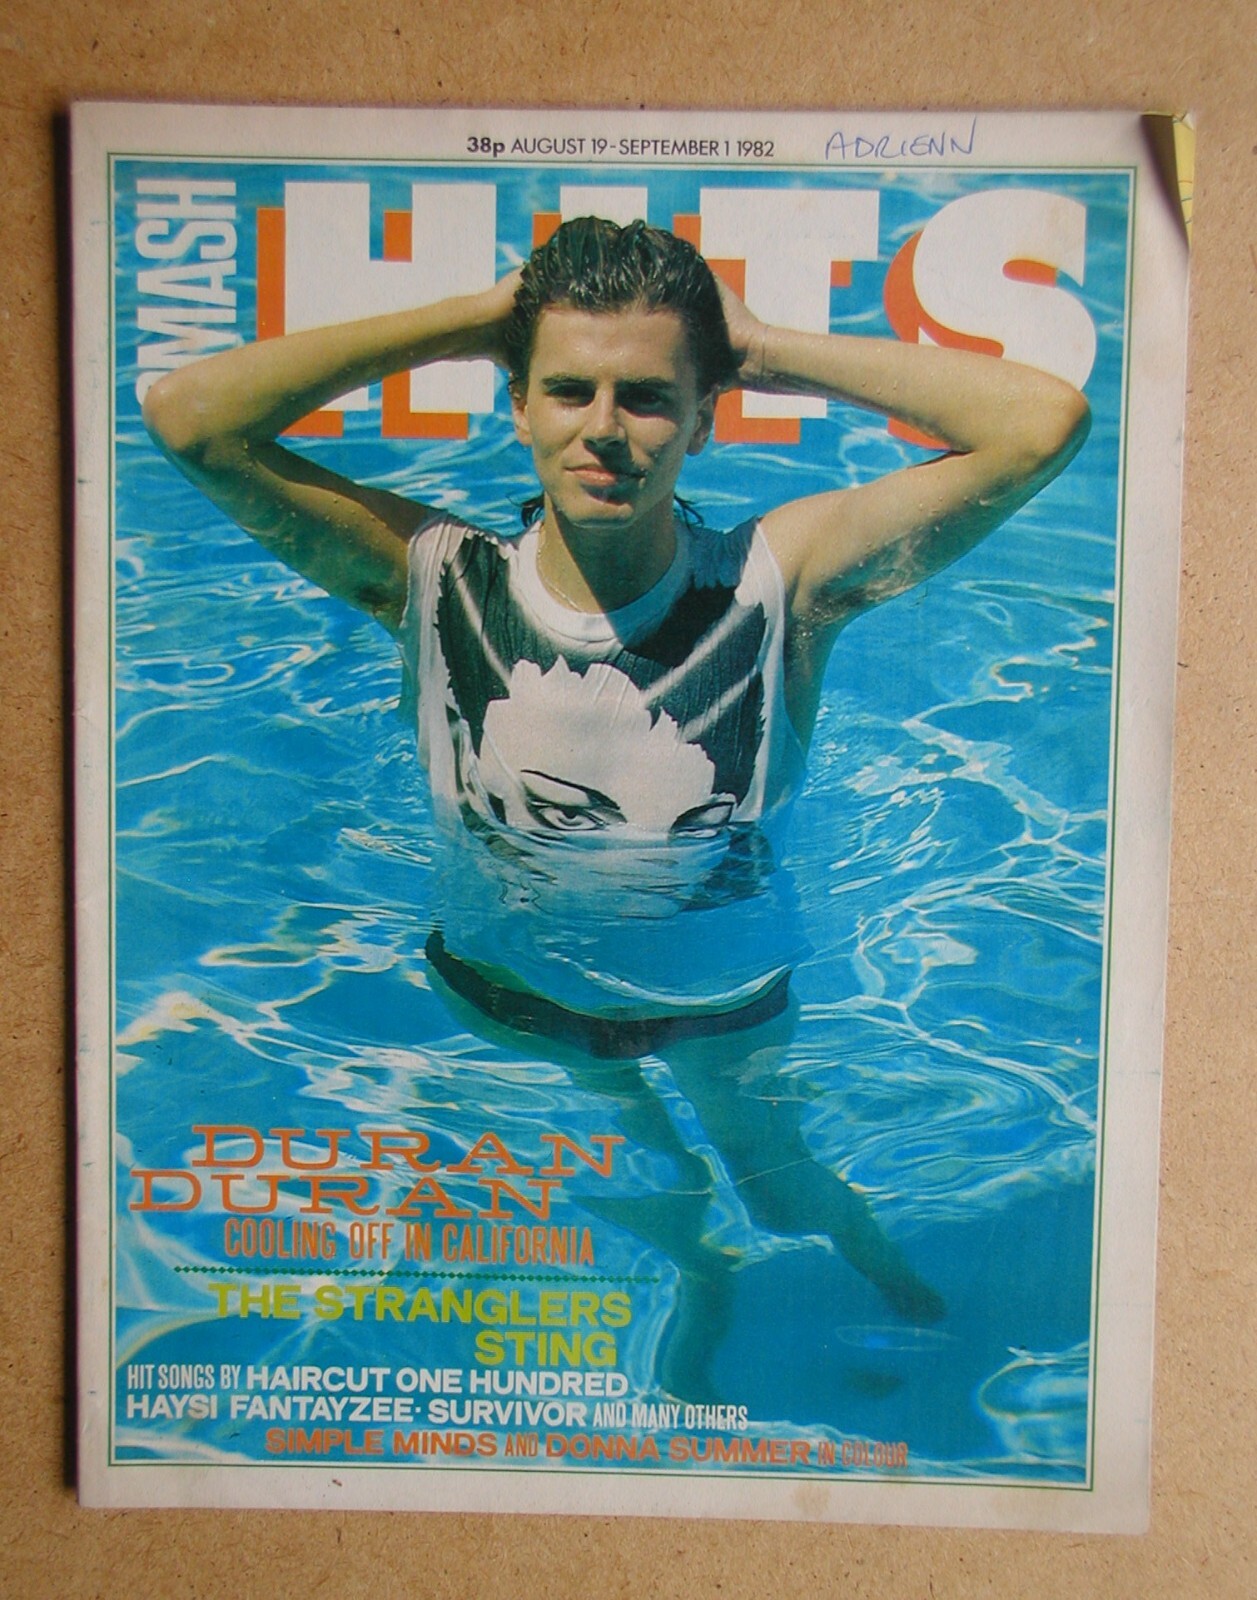 38p AUGUST 19-SEPTEMBER 1 1982
ADRIENN
SMASH
HITS
DURAN
DURAN
COOLING OFF IN CALIFORNIA
THE STRANGLERS
STING
HIT SONGS BY HAIRCUT ONE HUNDRED
HAYSI FANTAYZEE· SURVIVOR AND MANY OTHERS
SIMPLE MINDS AND DONNA SUMMER IN COLOUR